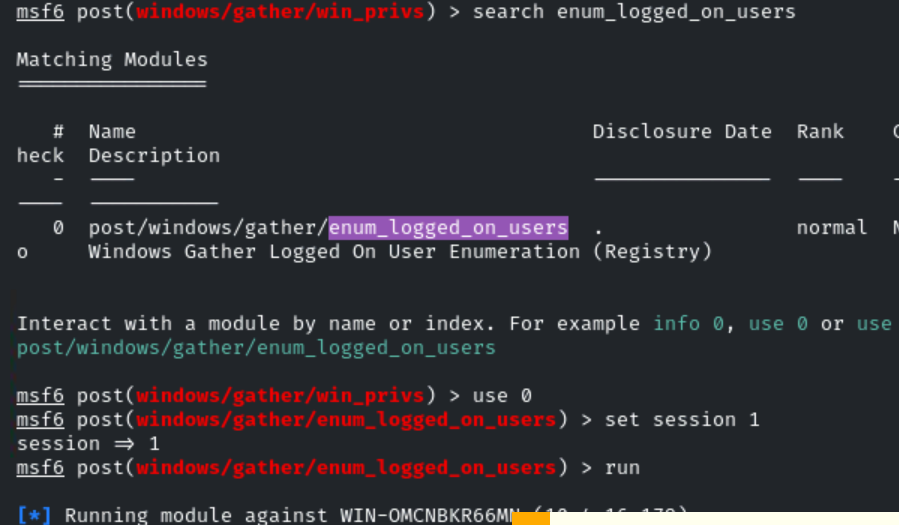 msf6 post(windows/gather/win_privs) > search enum_logged_on_users
Matching Modules
================
# Name Disclosure Date Rank C
heck Description
- ---- --------------- ---- -
---- -----------
0 post/windows/gather/enum_logged_on_users . normal N
o Windows Gather Logged On User Enumeration (Registry)
Interact with a module by name or index. For example info 0, use 0 or use
post/windows/gather/enum_logged_on_users
msf6 post(windows/gather/win_privs) > use 0
msf6 post(windows/gather/enum_logged_on_users) > set session 1
session => 1
msf6 post(windows/gather/enum_logged_on_users) > run
[*] Running module against WIN-OMCNBKR66MN